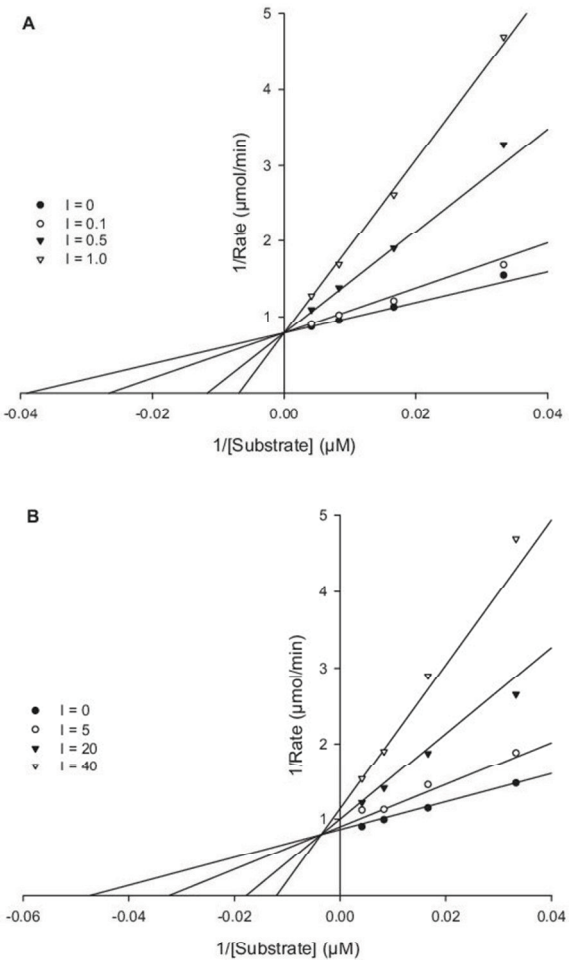 A
5
4
3
2
1
1/Rate (µmol/min)
I = 0
I = 0.1
I = 0.5
I = 1.0
-0.04 -0.02 0.00 0.02 0.04
1/[Substrate] (µM)
B
5
4
3
2
1
1/Rate (µmol/min)
I = 0
I = 5
I = 20
I = 40
-0.06 -0.04 -0.02 0.00 0.02 0.04
1/[Substrate] (µM)